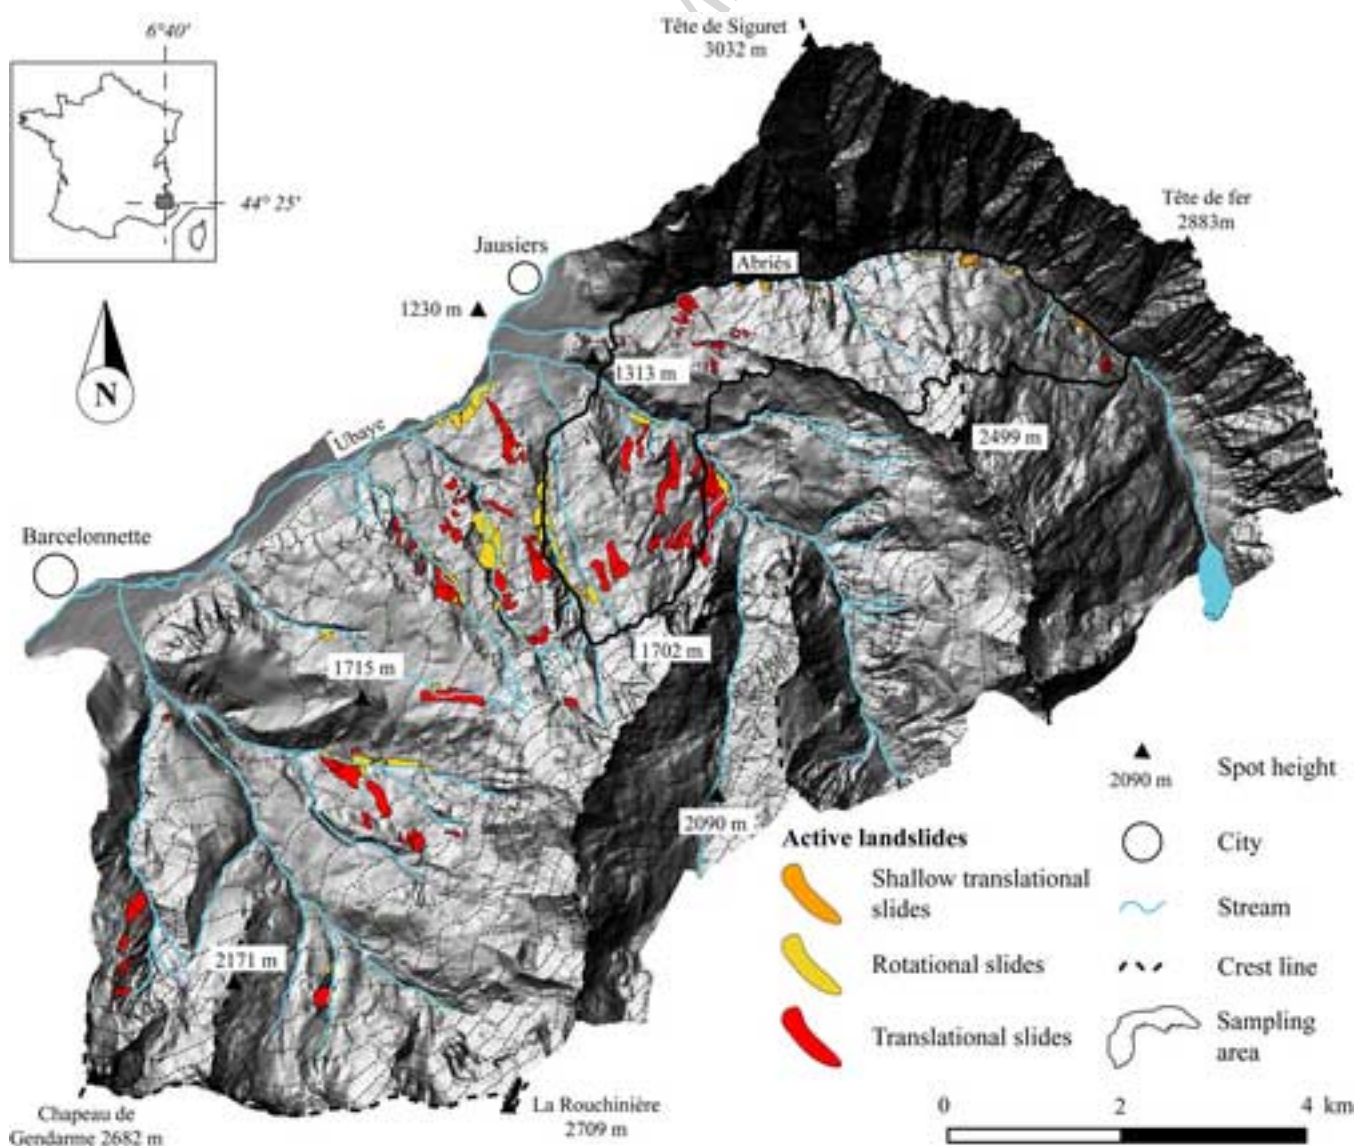 6°40'
44° 25'
Tête de Siguret
3032 m
Tête de fer
2883m
Jausiers
Abriès
1230 m
1313 m
2499 m
Ubaye
Barcelonnette
1702 m
1715 m
2090 m
2171 m
Chapeau de
Gendarme 2682 m
La Rouchinière
2709 m
N
Active landslides
Shallow translational
slides
Rotational slides
Translational slides
2090 m
Spot height
City
Stream
Crest line
Sampling
area
0 2 4 km